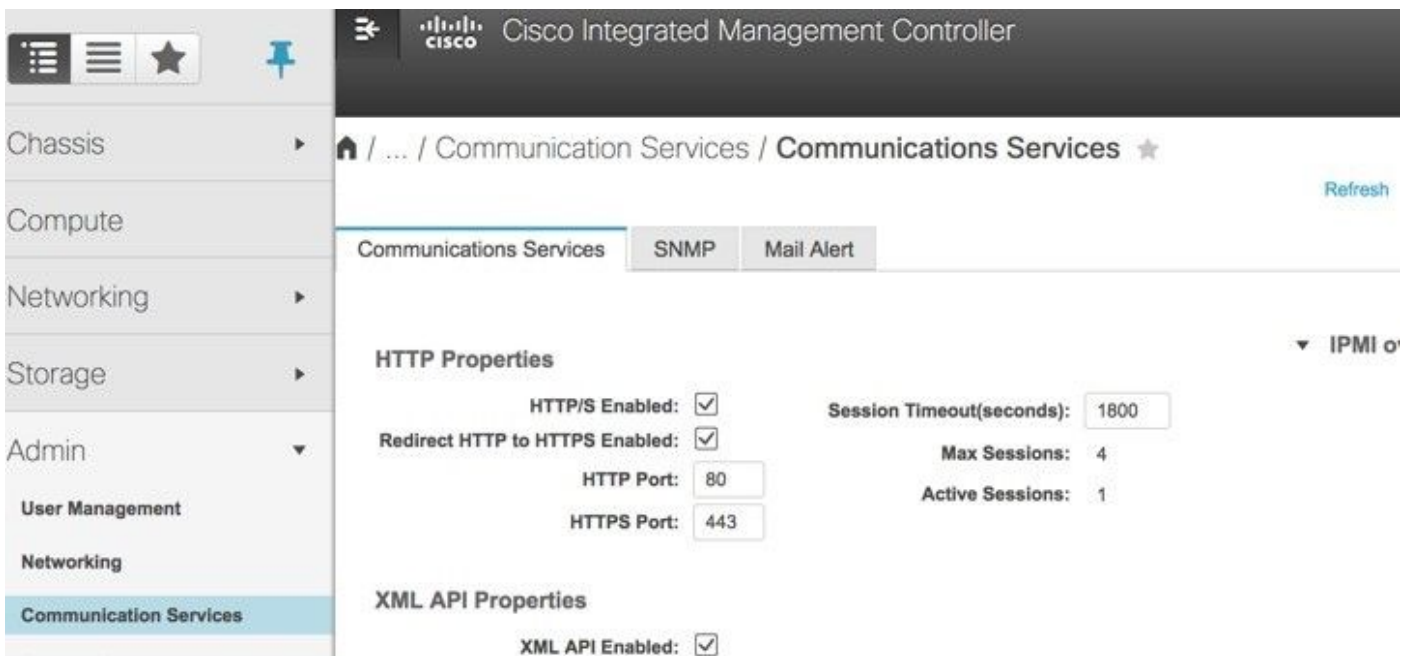 CISCO Cisco Integrated Management Controller
Chassis
Compute
Networking
Storage
Admin
User Management
Networking
Communication Services
/ ... / Communication Services / Communications Services
Refresh
Communications Services SNMP Mail Alert
HTTP Properties
HTTP/S Enabled:
Redirect HTTP to HTTPS Enabled:
HTTP Port: 80
HTTPS Port: 443
Session Timeout(seconds): 1800
Max Sessions: 4
Active Sessions: 1
IPMI
XML API Properties
XML API Enabled: